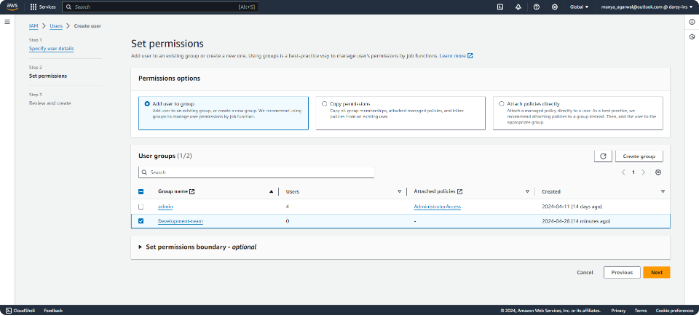 aws Services Search [Alt+S] Global manya_agarwal@outlook.com @ darey-ins
IAM > Users > Create user
Step 1
Specify user details
Step 2
Set permissions
Step 3
Review and create
Set permissions
Add user to an existing group or create a new one. Using groups is a best-practice way to manage user's permissions by job functions. Learn more
Permissions options
Add user to group
Add user to an existing group, or create a new group. We recommend using
groups to manage user permissions by job function.
Copy permissions
Copy all group memberships, attached managed policies, and inline
policies from an existing user.
Attach policies directly
Attach a managed policy directly to a user. As a best practice, we
recommend attaching policies to a group instead. Then, add the user to the
appropriate group.
User groups (1/2)
Create group
Search
1
Group name Users Attached policies Created
admin 4 AdministratorAccess 2024-04-11 (14 days ago)
Development-team 0 - 2024-04-26 (14 minutes ago)
Set permissions boundary - optional
Cancel Previous Next
CloudShell Feedback © 2024, Amazon Web Services, Inc. or its affiliates. Privacy Terms Cookie preferences